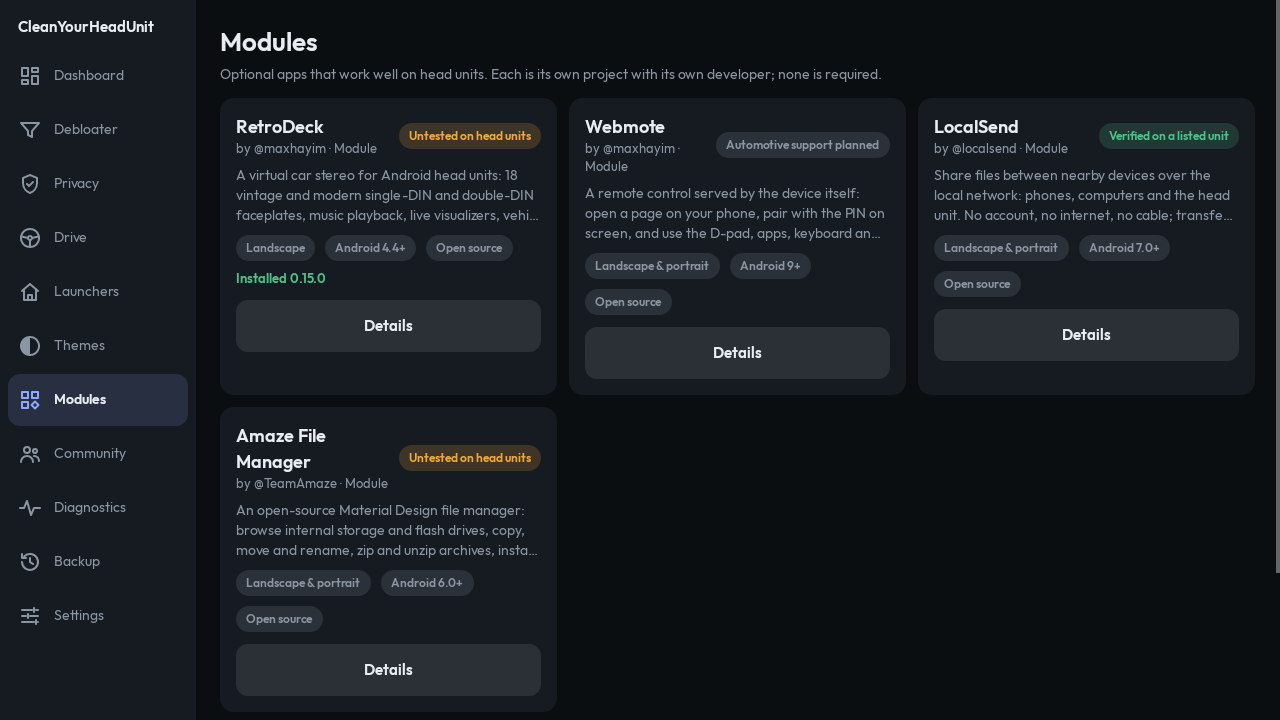 CleanYourHeadUnit
Dashboard
Debloater
Privacy
Drive
Launchers
Themes
Modules
Community
Diagnostics
Backup
Settings
Modules
Optional apps that work well on head units. Each is its own project with its own developer; none is required.
RetroDeck
by @maxhayim · Module
Untested on head units
A virtual car stereo for Android head units: 18
vintage and modern single-DIN and double-DIN
faceplates, music playback, live visualizers, vehi...
Landscape
Android 4.4+
Open source
Installed 0.15.0
Details
Webmote
by @maxhayim ·
Module
Automotive support planned
A remote control served by the device itself:
open a page on your phone, pair with the PIN on
screen, and use the D-pad, apps, keyboard an...
Landscape & portrait
Android 9+
Open source
Details
LocalSend
by @localsend · Module
Verified on a listed unit
Share files between nearby devices over the
local network: phones, computers and the head
unit. No account, no internet, no cable; transfe...
Landscape & portrait
Android 7.0+
Open source
Details
Amaze File
Manager
by @TeamAmaze · Module
Untested on head units
An open-source Material Design file manager:
browse internal storage and flash drives, copy,
move and rename, zip and unzip archives, insta...
Landscape & portrait
Android 6.0+
Open source
Details